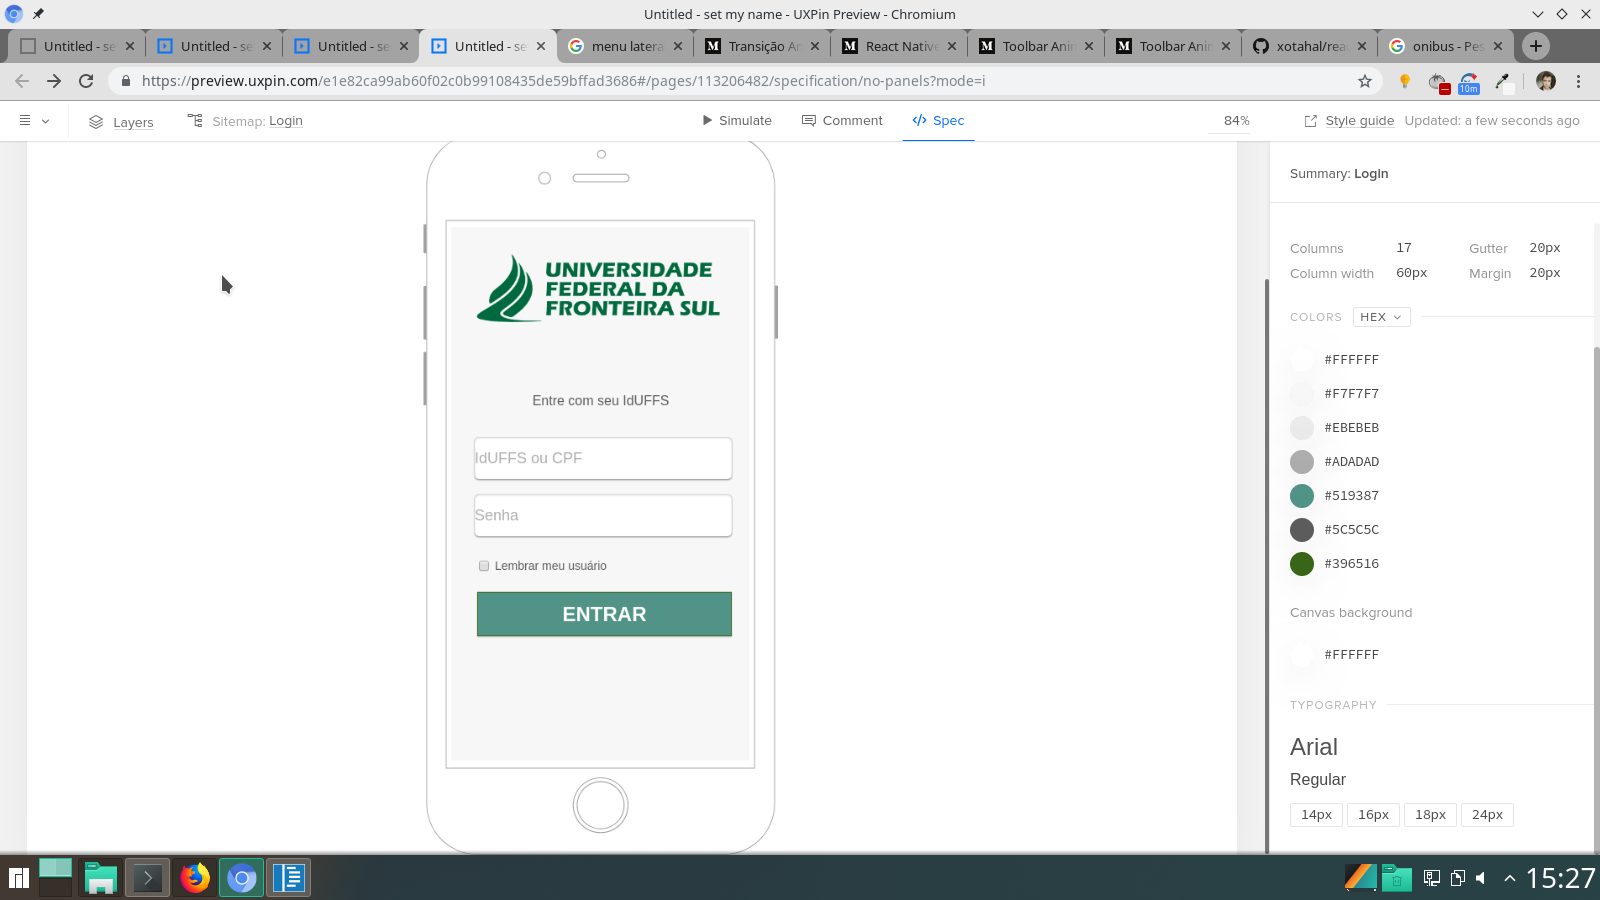 Untitled - set my name - UXPin Preview - Chromium
Untitled - se
Untitled - se
Untitled - se
Untitled - se
menu latera
Transição An
React Native
Toolbar Anin
Toolbar Anin
xotahal/reac
onibus - Pes
https://preview.uxpin.com/e1e82ca99ab60f02c0b99108435de59bffad3686#/pages/113206482/specification/no-panels?mode=i
10m
Layers
Sitemap: Login
Simulate
Comment
Spec
84%
Style guide
Updated: a few seconds ago
UNIVERSIDADE
FEDERAL DA
FRONTEIRA SUL
Entre com seu IdUFFS
IdUFFS ou CPF
Senha
Lembrar meu usuário
ENTRAR
Summary: Login
Columns 17 Gutter 20px
Column width 60px Margin 20px
COLORS HEX
#FFFFFF
#F7F7F7
#EBEBEB
#ADADAD
#519387
#5C5C5C
#396516
Canvas background
#FFFFFF
TYPOGRAPHY
Arial
Regular
14px 16px 18px 24px
15:27